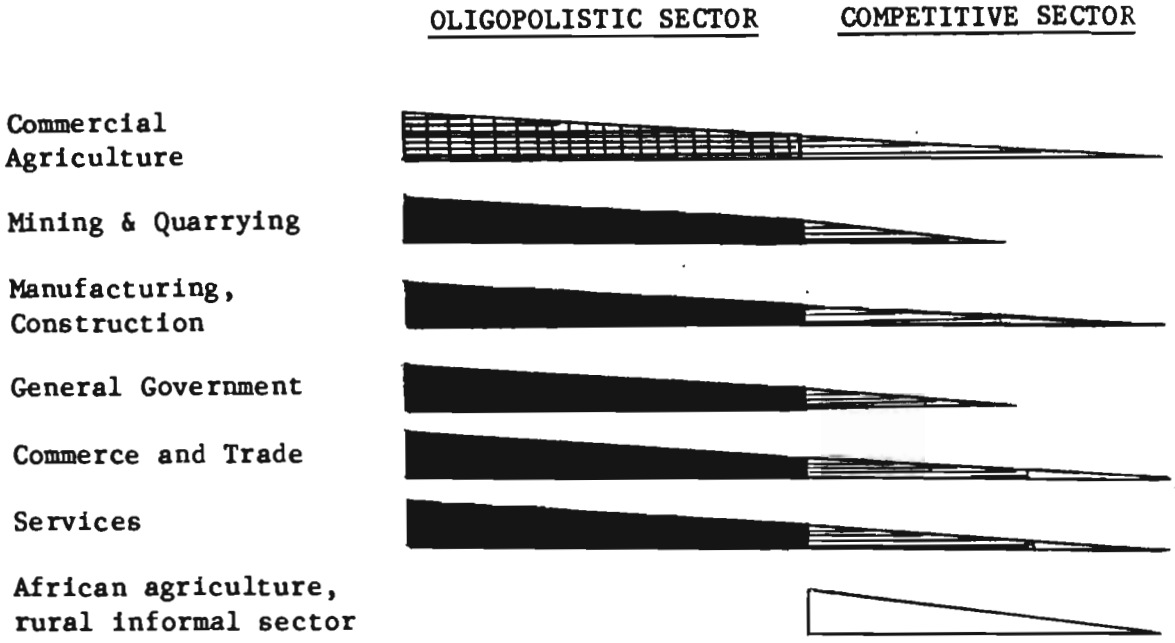 OLIGOPOLISTIC SECTOR COMPETITIVE SECTOR
Commercial
Agriculture
Mining & Quarrying
Manufacturing,
Construction
General Government
Commerce and Trade
Services
African agriculture,
rural informal sector